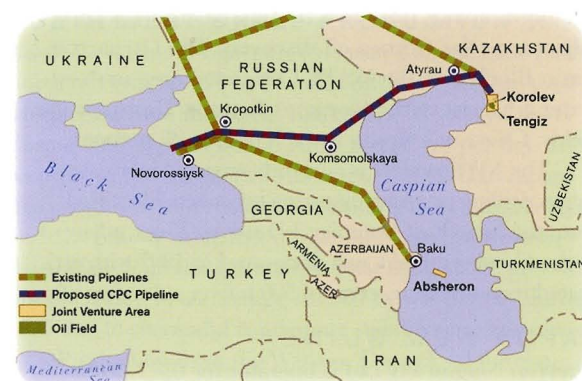 UKRAINE
RUSSIAN
FEDERATION
KAZAKHSTAN
Atyrau
Korolev
Tengiz
Kropotkin
Komsomolskaya
Novorossiysk
Black Sea
Caspian
Sea
UZBEKISTAN
GEORGIA
ARMENIA
AZERBAIJAN
AZER.
Baku
TURKMENISTAN
TURKEY
Absheron
Existing Pipelines
Proposed CPC Pipeline
Joint Venture Area
Oil Field
IRAN
Mediterranean
Sea